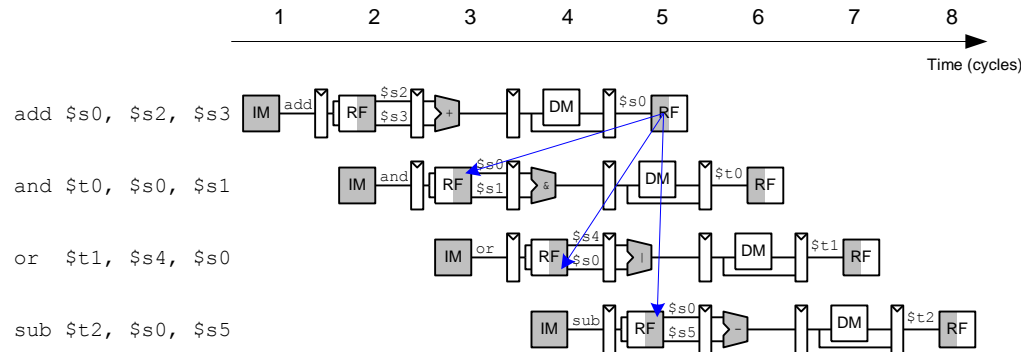 1 2 3 4 5 6 7 8
Time (cycles)
add $s0, $s2, $s3 IM add RF $s2 $s3 + DM $s0 RF
and $t0, $s0, $s1 IM and RF $s0 $s1 & DM $t0 RF
or $t1, $s4, $s0 IM or RF $s4 $s0 | DM $t1 RF
sub $t2, $s0, $s5 IM sub RF $s0 $s5 - DM $t2 RF